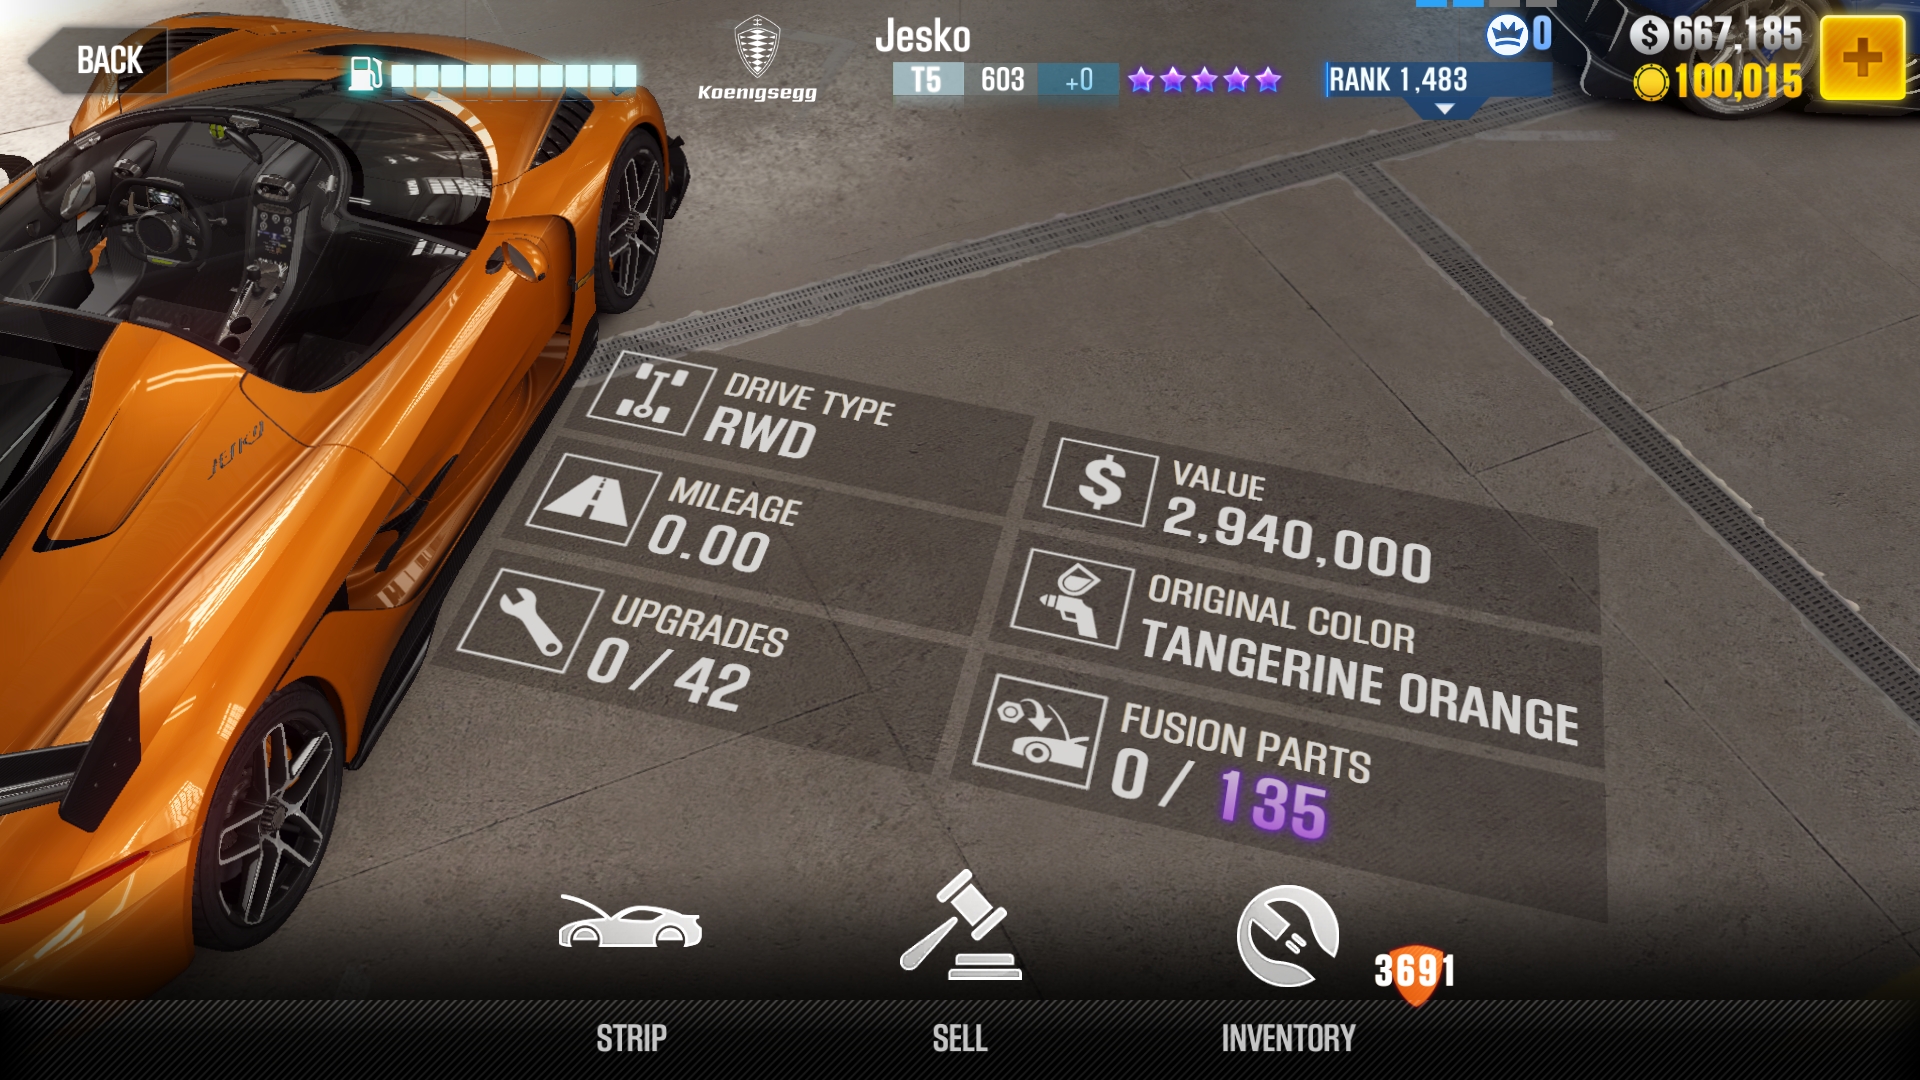 BACK
Koenigsegg
Jesko
T5 603 +0
RANK 1,483
0
667,185
100,015
JESKO
DRIVE TYPE
RWD
MILEAGE
0.00
UPGRADES
0/42
VALUE
2,940,000
ORIGINAL COLOR
TANGERINE ORANGE
FUSION PARTS
0/ 135
STRIP
SELL
INVENTORY
3691